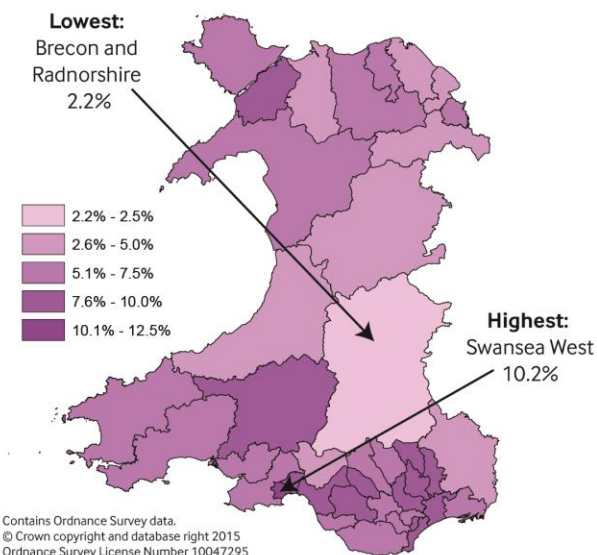 Lowest:
Brecon and
Radnorshire
2.2%
2.2% - 2.5%
2.6% - 5.0%
5.1% - 7.5%
7.6% - 10.0%
10.1% - 12.5%
Highest:
Swansea West
10.2%
Contains Ordnance Survey data.
© Crown copyright and database right 2015
Ordnance Survey License Number 10047295